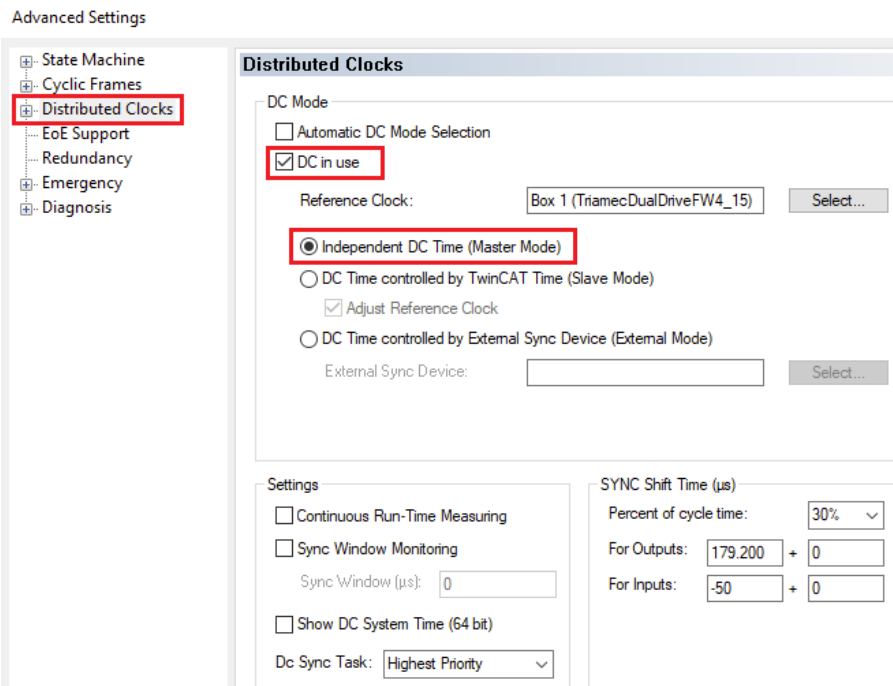 Advanced Settings
State Machine
Cyclic Frames
Distributed Clocks
EoE Support
Redundancy
Emergency
Diagnosis
Distributed Clocks
DC Mode
Automatic DC Mode Selection
DC in use
Reference Clock: Box 1 (TriamecDualDriveFW4_15) Select...
Independent DC Time (Master Mode)
DC Time controlled by TwinCAT Time (Slave Mode)
Adjust Reference Clock
DC Time controlled by External Sync Device (External Mode)
External Sync Device: Select...
Settings
Continuous Run-Time Measuring
Sync Window Monitoring
Sync Window (µs): 0
Show DC System Time (64 bit)
Dc Sync Task: Highest Priority
SYNC Shift Time (µs)
Percent of cycle time: 30%
For Outputs: 179.200 + 0
For Inputs: -50 + 0